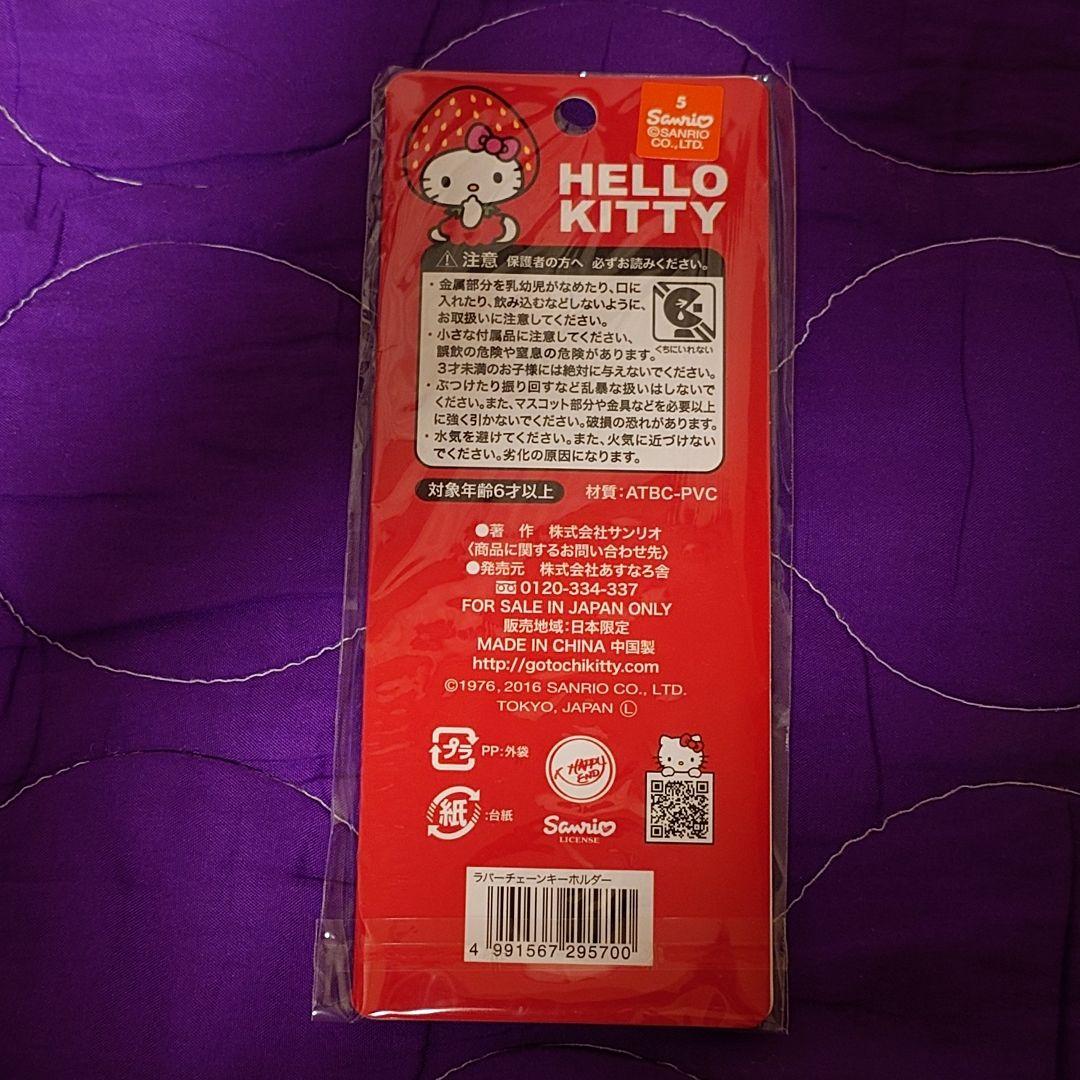 5
Sanrio
©SANRIO
CO., LTD.
HELLO
KITTY
注意 保護者の方へ 必ずお読みください。
・金属部分を乳幼児がなめたり、口に
入れたり、飲み込むなどしないように、
お取扱いに注意してください。
くちにいれない
・小さな付属品に注意してください、
誤飲の危険や窒息の危険があります。
3才未満のお子様には絶対に与えないでください。
・ぶつけたり振り回すなど乱暴な扱いはしないで
ください。また、マスコット部分や金具などを必要以上
に強く引かないでください。破損の恐れがあります。
・水気を避けてください。また、火気に近づけない
でください。劣化の原因になります。
対象年齢6才以上 材質:ATBC-PVC
●著 作 株式会社サンリオ
〈商品に関するお問い合わせ先〉
●発売元 株式会社あすなろ舎
0120-334-337
FOR SALE IN JAPAN ONLY
販売地域:日本限定
MADE IN CHINA 中国製
http://gotochikitty.com
©1976, 2016 SANRIO CO., LTD.
TOKYO, JAPAN Ⓛ
プラ PP:外袋
紙 :台紙
HAPPY
END
Sanrio
LICENSE
ラバーチェーンキーホルダー
4 991567 295700